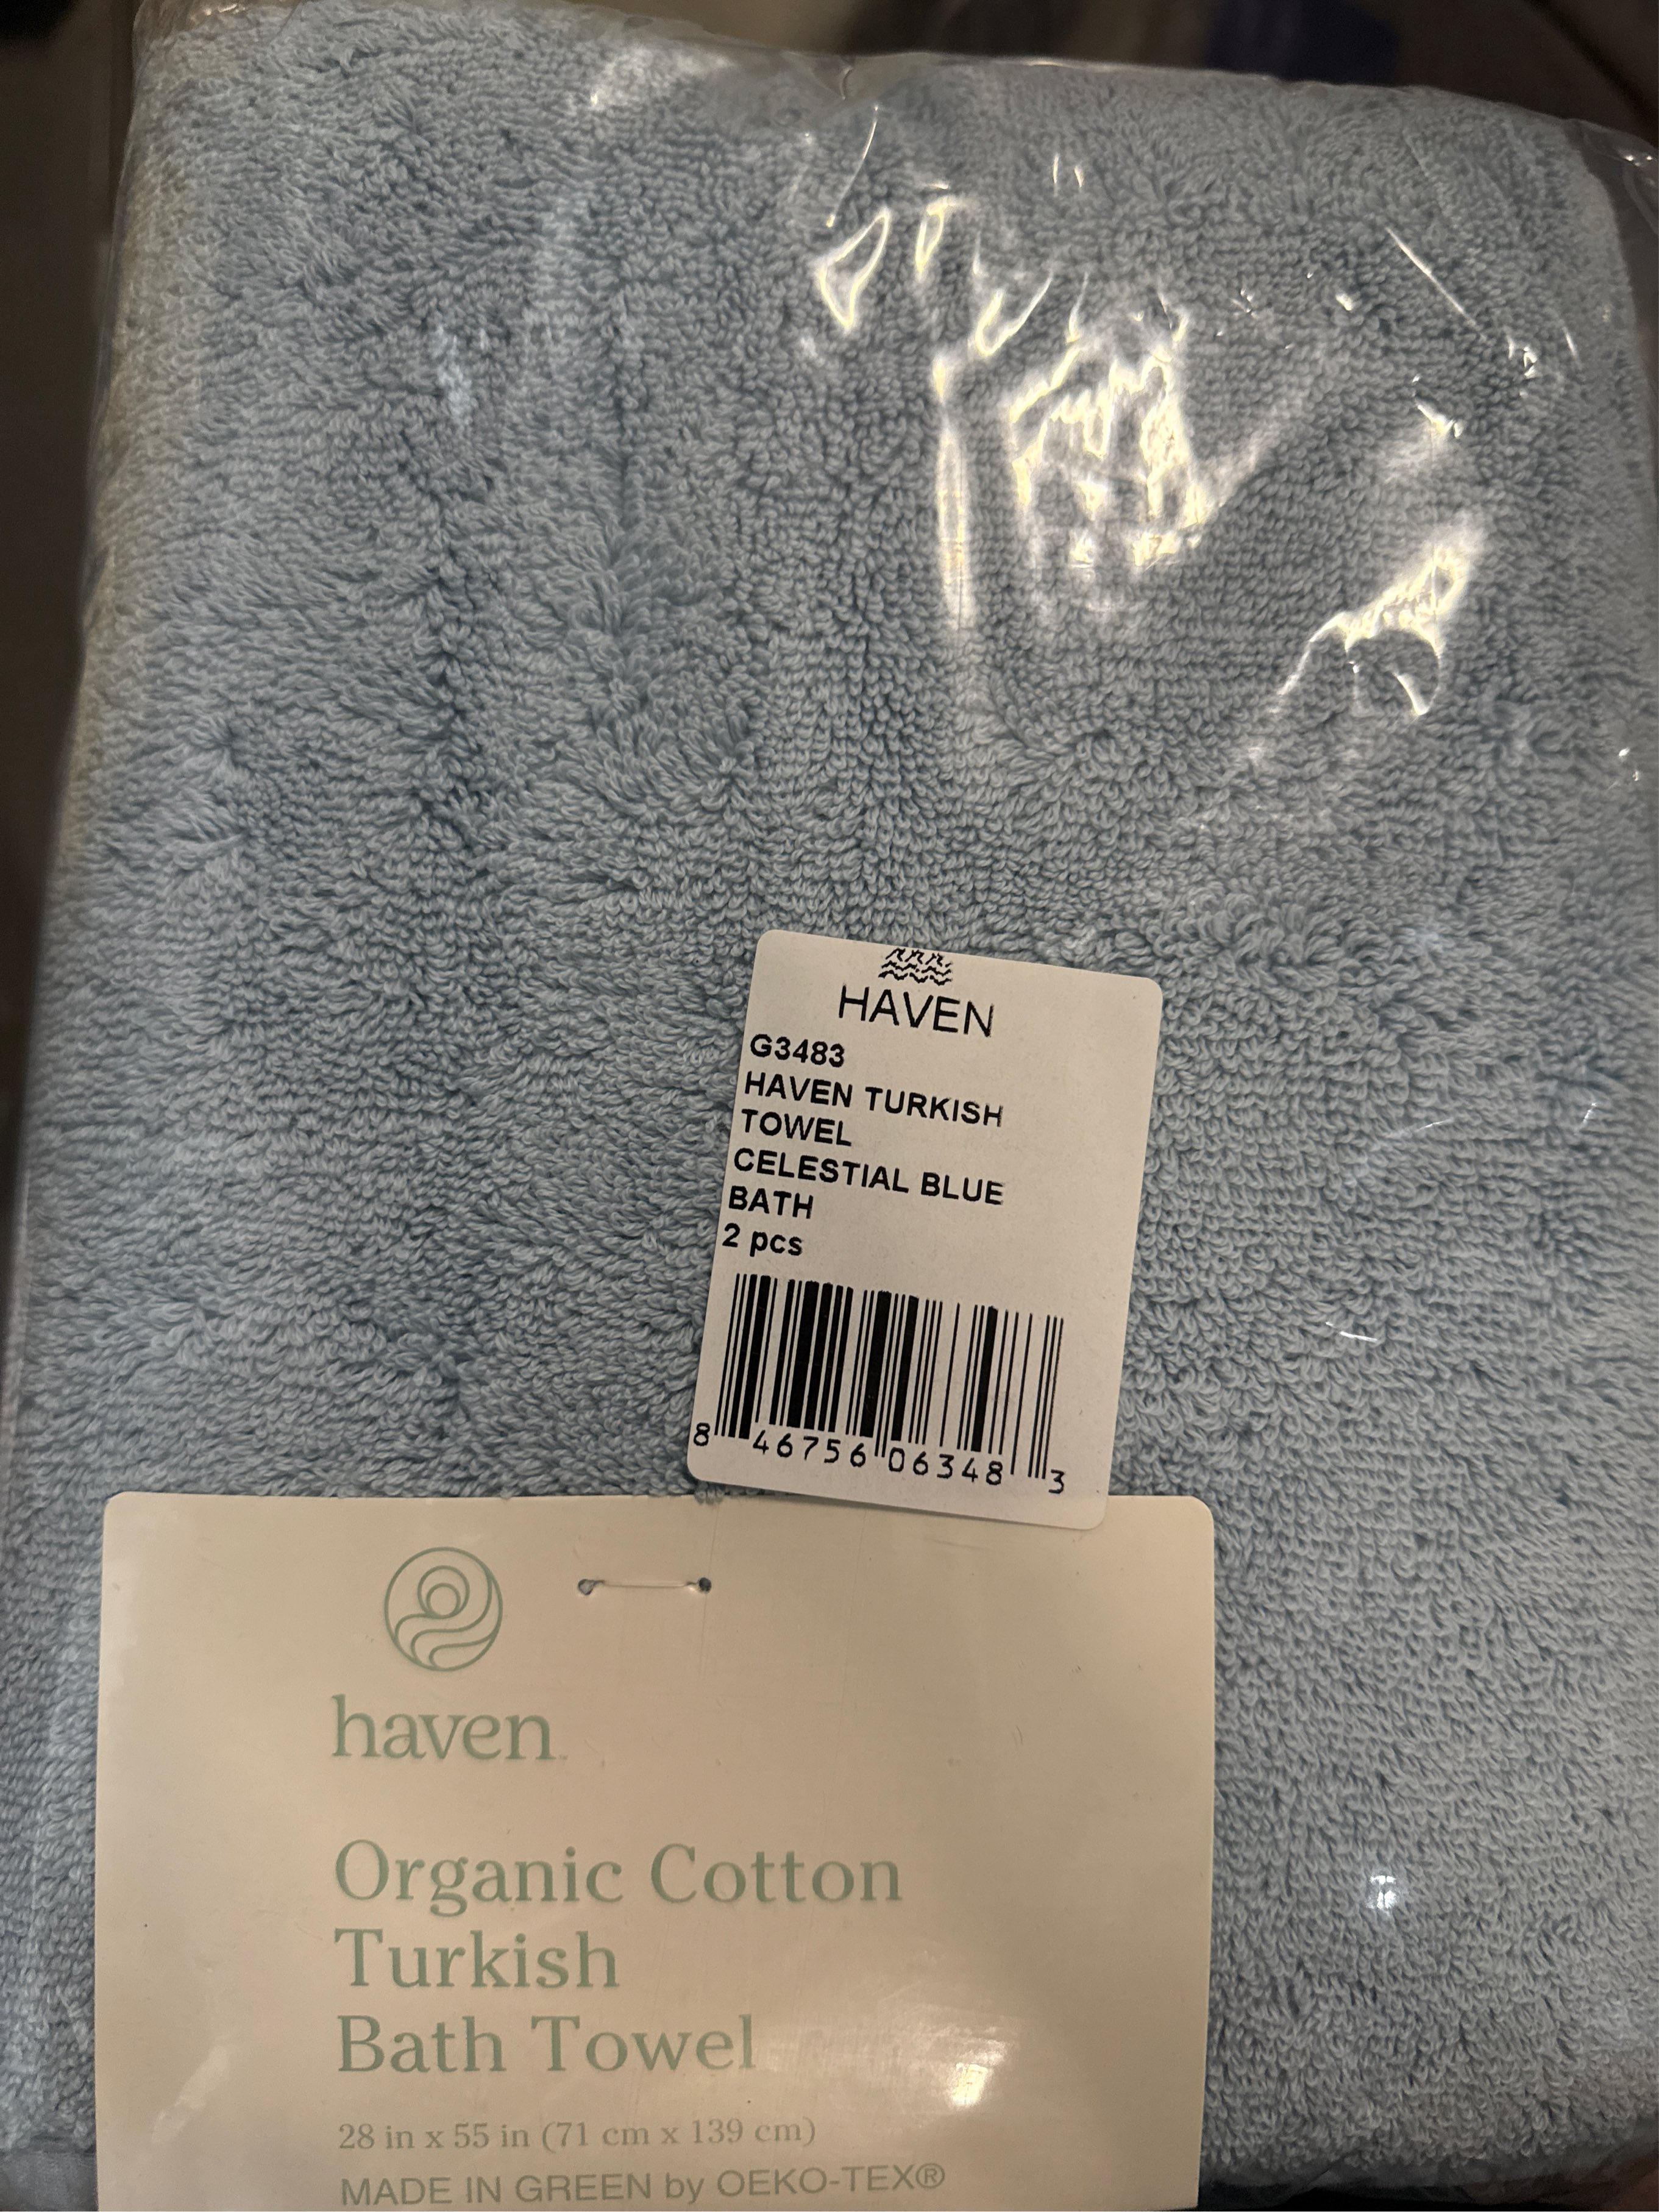 HAVEN
G3483
HAVEN TURKISH
TOWEL
CELESTIAL BLUE
BATH
2 pcs
8 46756 06348 3
haven
Organic Cotton
Turkish
Bath Towel
28 in x 55 in (71 cm x 139 cm)
MADE IN GREEN by OEKO-TEX®